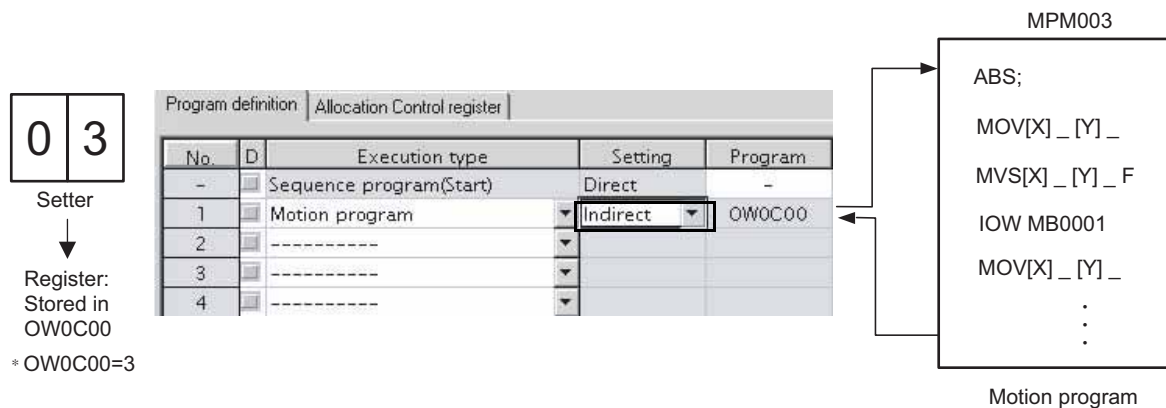 0 3
Setter
Register:
Stored in
OW0C00
* OW0C00=3
Program definition Allocation Control register
No. D Execution type Setting Program
- Sequence program(Start) Direct -
1 Motion program Indirect OW0C00
2 ----------
3 ----------
4 ----------
MPM003
ABS;
MOV[X] _ [Y] _
MVS[X] _ [Y] _ F
IOW MB0001
MOV[X] _ [Y] _
.
.
.
Motion program